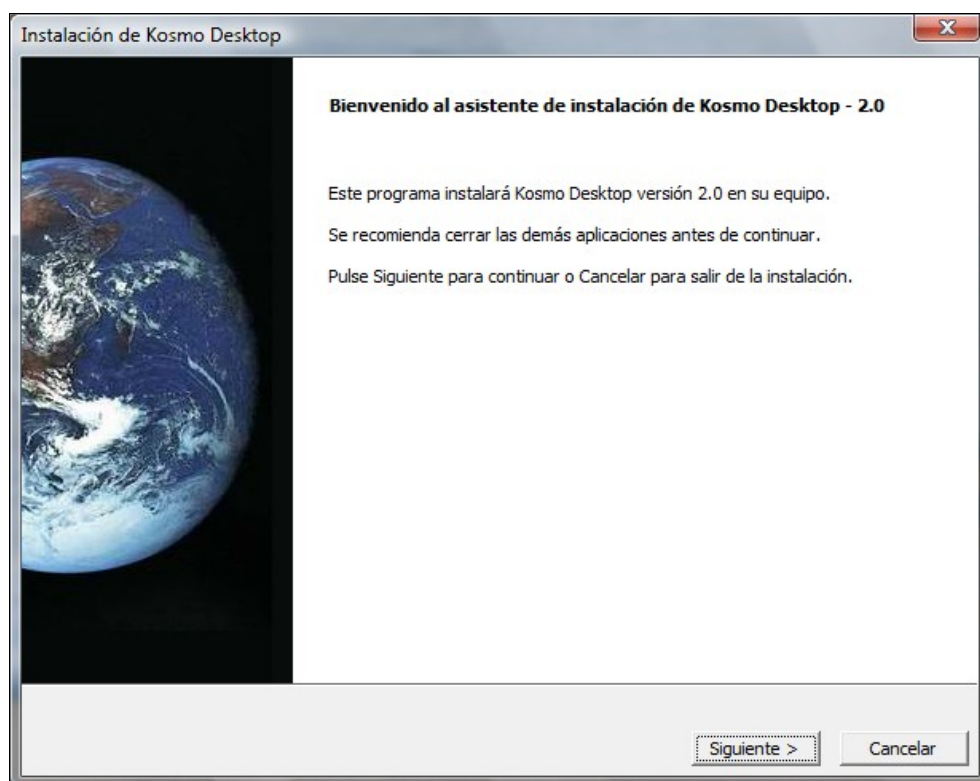 Instalación de Kosmo Desktop
Bienvenido al asistente de instalación de Kosmo Desktop - 2.0
Este programa instalará Kosmo Desktop versión 2.0 en su equipo.
Se recomienda cerrar las demás aplicaciones antes de continuar.
Pulse Siguiente para continuar o Cancelar para salir de la instalación.
Siguiente >
Cancelar